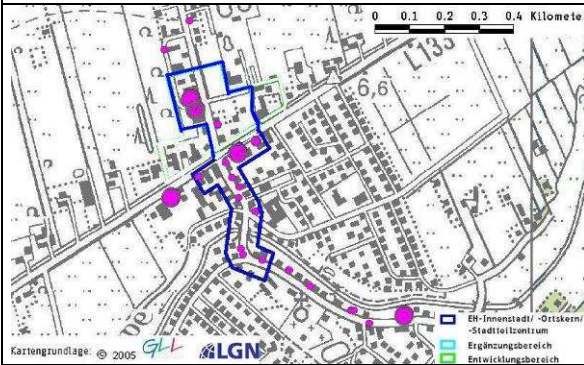 0 0.1 0.2 0.3 0.4 Kilomete
L 133
6,6
EH-Innenstadt/ -Ortskern/
-Stadtteilzentrum
Ergänzungsbereich
Entwicklungsbereich
Kartengrundlage: © 2005 GLL LGN